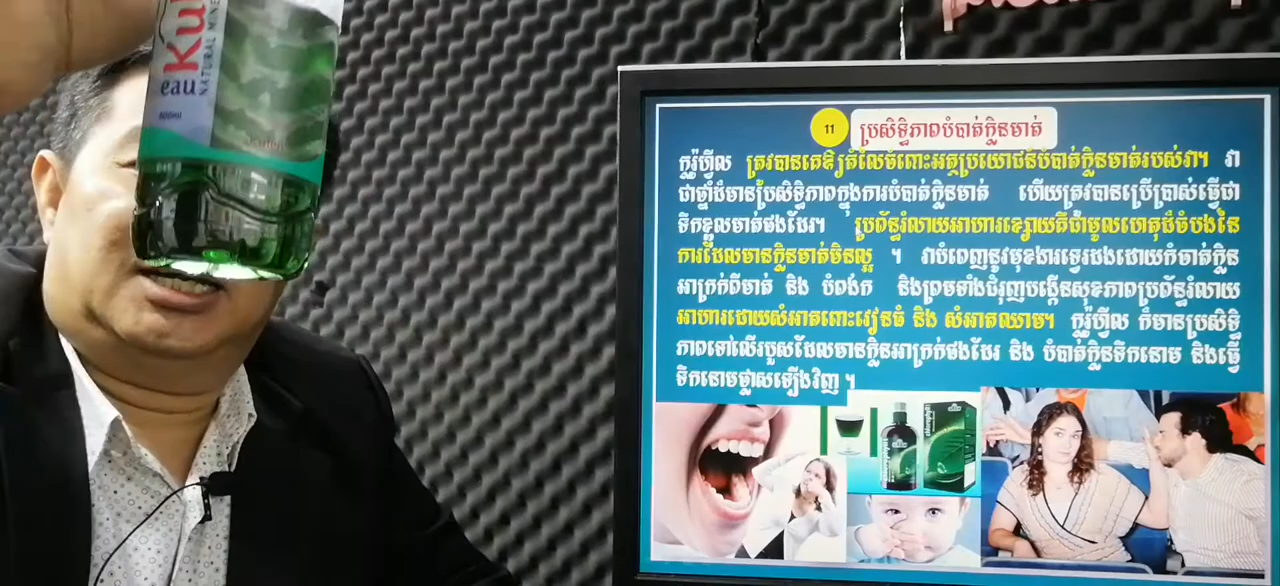 eau Ku
NATURAL MINE
600ml
11
ប្រសិទ្ធិភាពបំបាត់ក្លិនមាត់
ក្លរ៉ូហ្វីល ត្រូវបានគេឱ្យតំលៃចំពោះអត្ថប្រយោជន៍បំបាត់ក្លិនមាត់របស់វា។ វា
ជាថ្នាំដ៏មានប្រសិទ្ធិភាពក្នុងការបំបាត់ក្លិនមាត់ ហើយត្រូវបានប្រើប្រាស់ធ្វើជា
ទឹកខ្ពុលមាត់ផងដែរ។ ប្រព័ន្ធរំលាយអាហារខ្សោយគឺជាមូលហេតុដ៏ចំបងនៃ
ការដែលមានក្លិនមាត់មិនល្អ ។ វាបំពេញនូវមុខងារទ្វេរដងដោយកំចាត់ក្លិន
អាក្រក់ពីមាត់ និង បំពង់ក និងព្រមទាំងជំរុញបង្កើនសុខភាពប្រព័ន្ធរំលាយ
អាហារដោយសំអាតពោះវៀនធំ និង សំអាតឈាម។ ក្លរ៉ូហ្វីល ក៏មានប្រសិទ្ធិ
ភាពទៅលើរបួសដែលមានក្លិនអាក្រក់ផងដែរ និង បំបាត់ក្លិនទឹកនោម និងធ្វើ
ទឹកនោមថ្លាសឡើងវិញ ។
chlorophyll